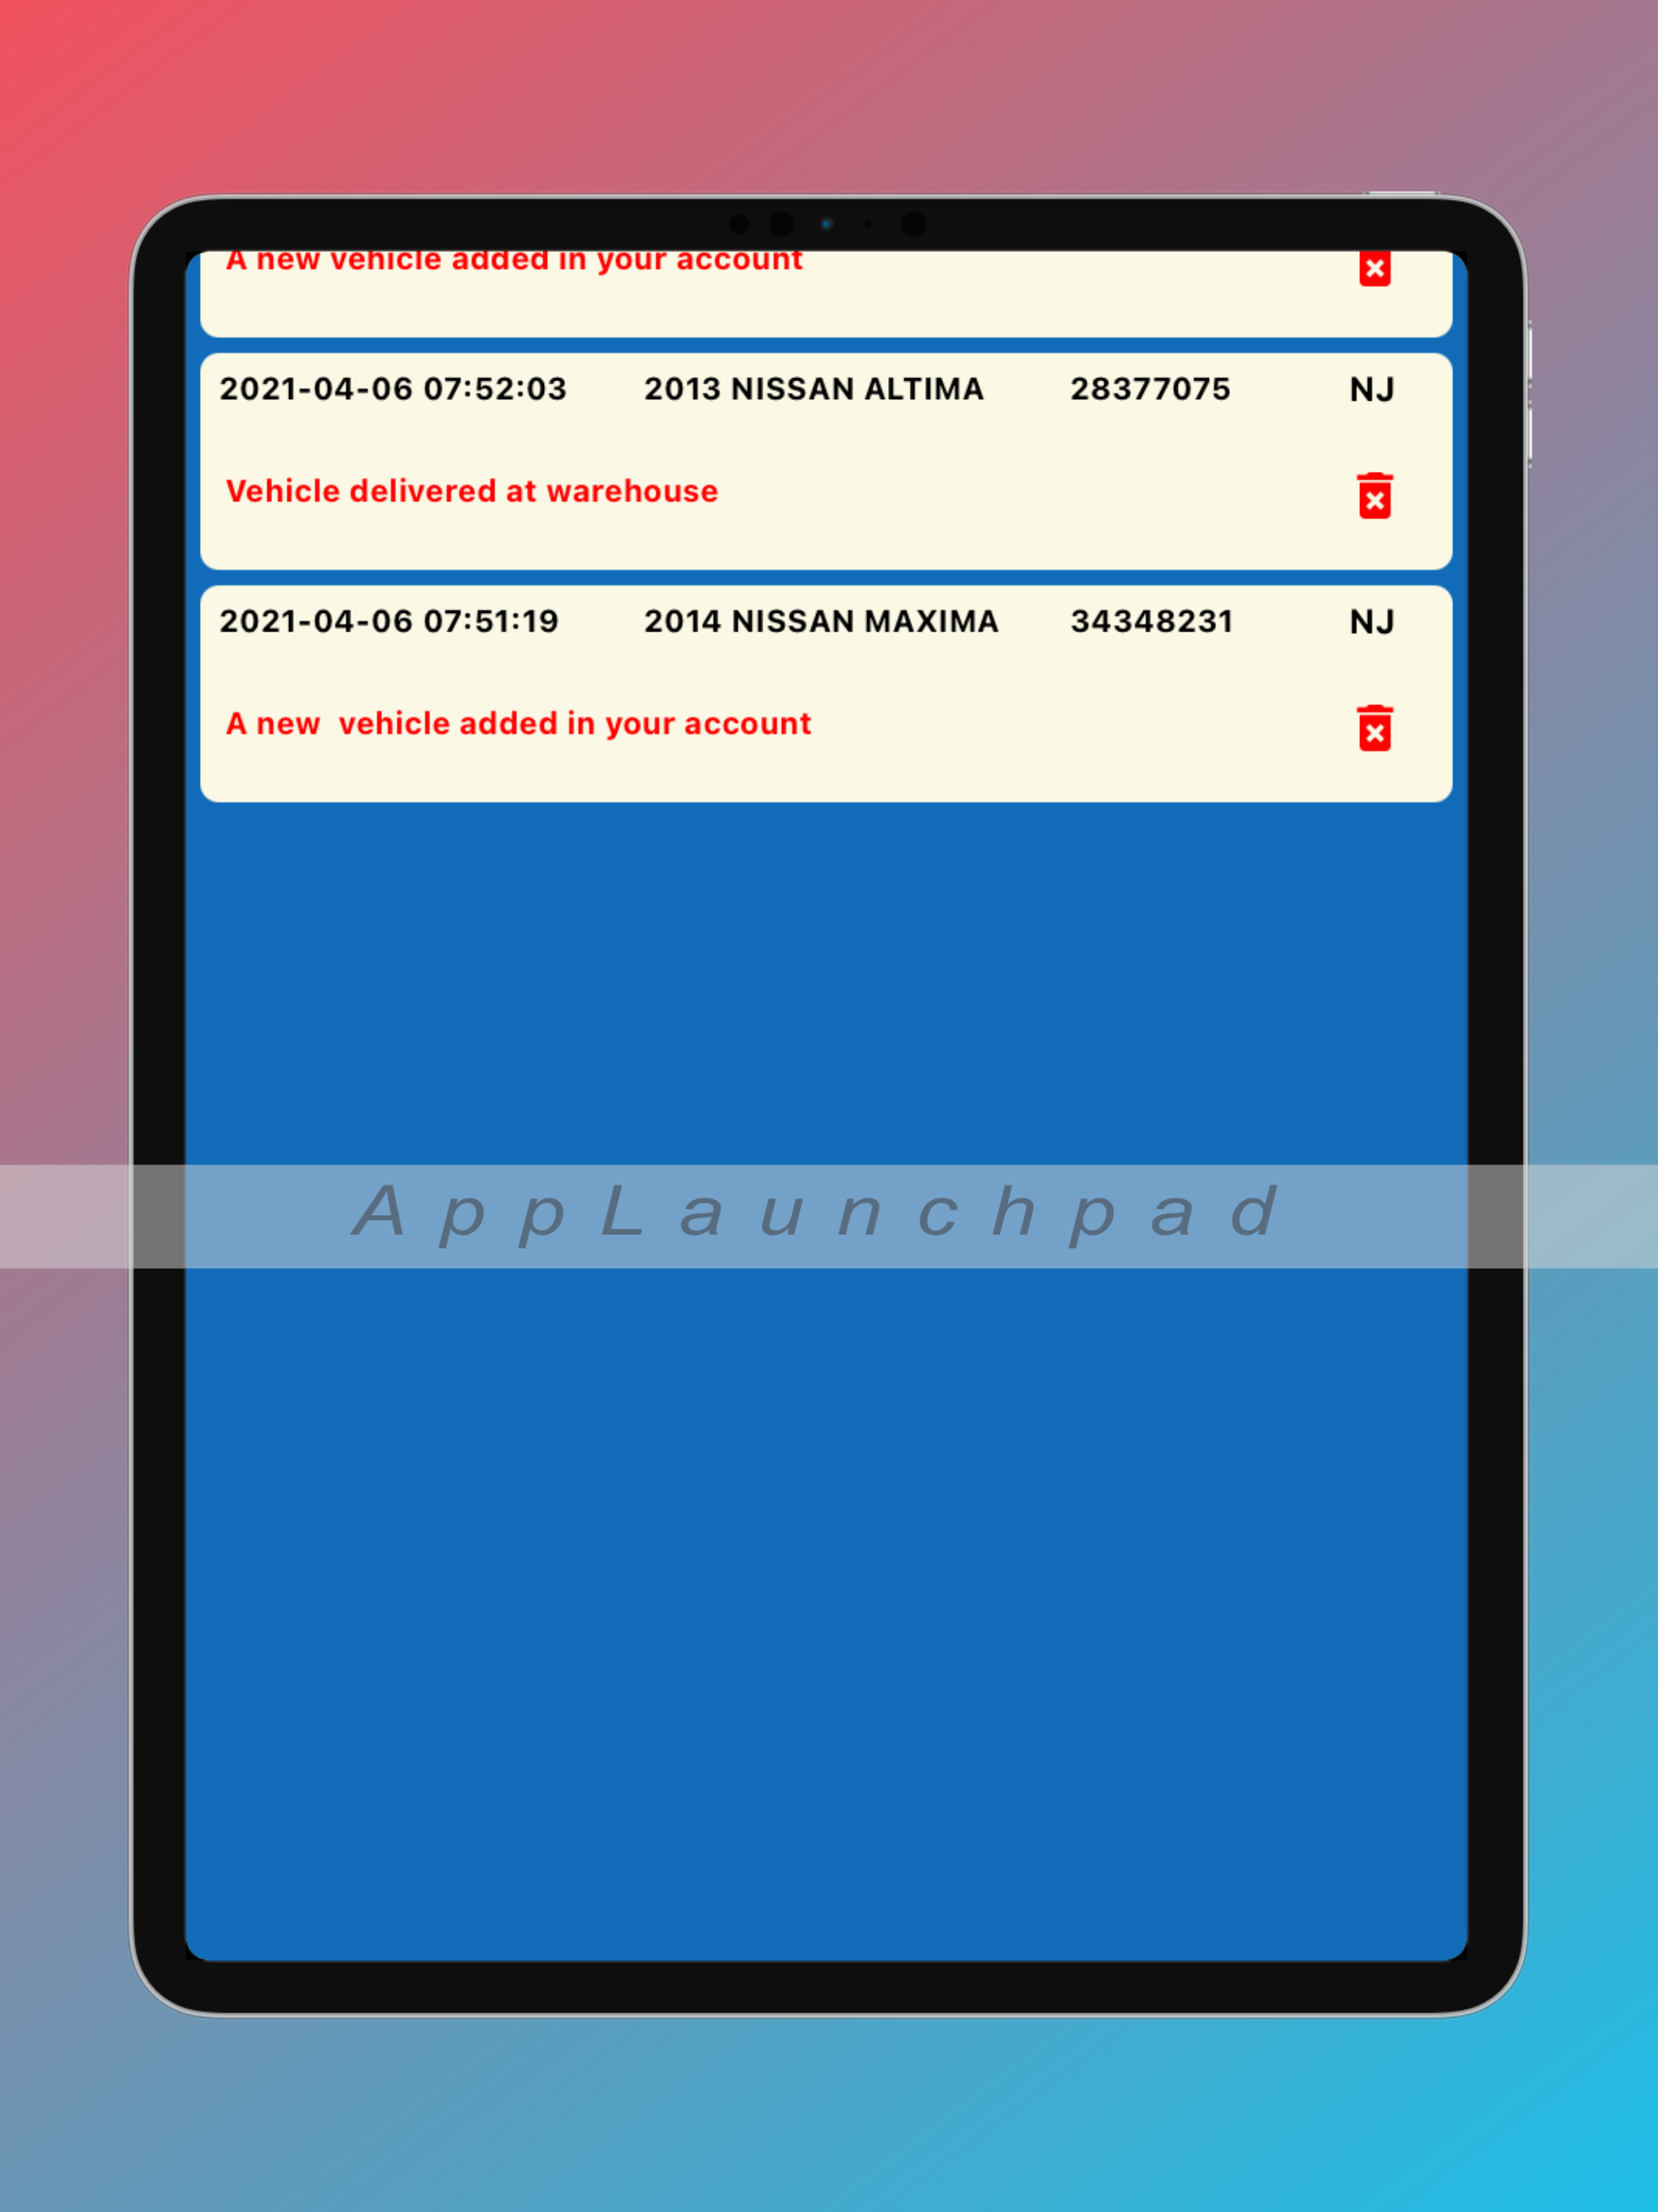 A new vehicle added in your account
2021-04-06 07:52:03 2013 NISSAN ALTIMA 28377075 NJ
Vehicle delivered at warehouse
2021-04-06 07:51:19 2014 NISSAN MAXIMA 34348231 NJ
A new  vehicle added in your account
AppLaunchpad